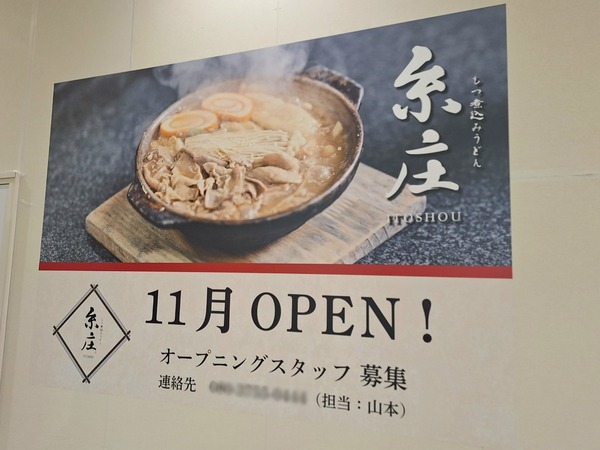 糸庄
もつ煮込みうどん
ITOSHOU
11月 OPEN！
糸庄
オープニングスタッフ 募集
連絡先
（担当：山本）